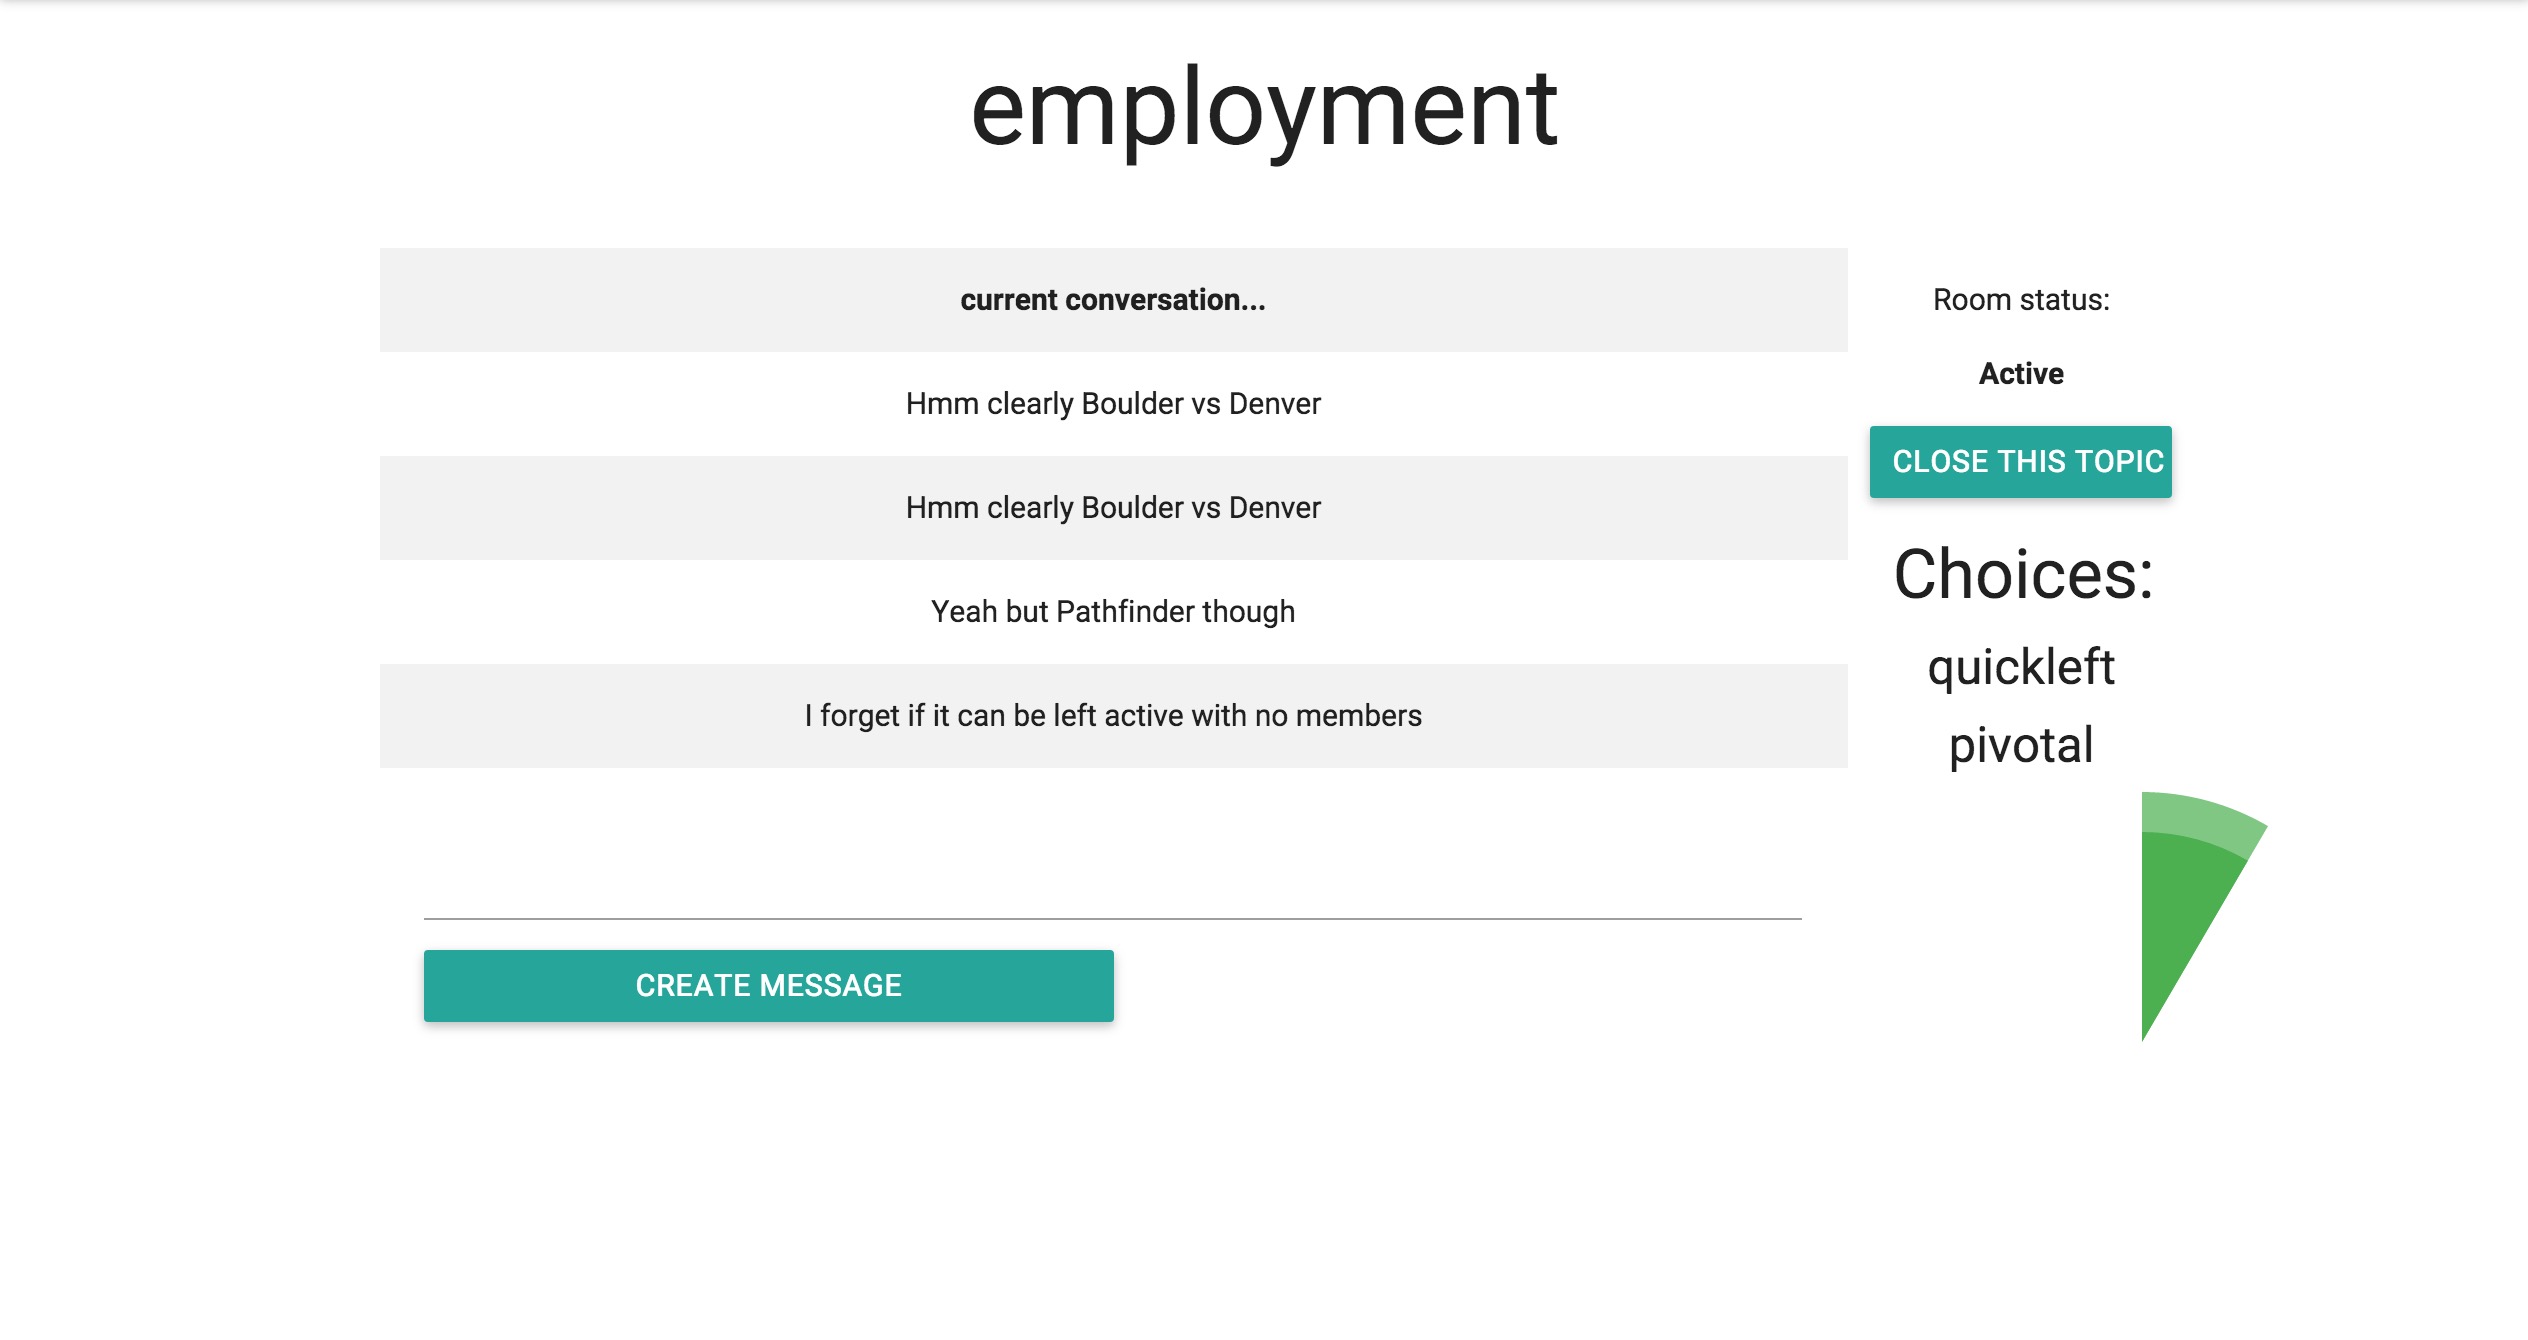 employment
current conversation...
Hmm clearly Boulder vs Denver
Hmm clearly Boulder vs Denver
Yeah but Pathfinder though
I forget if it can be left active with no members
CREATE MESSAGE
Room status:
Active
CLOSE THIS TOPIC
Choices:
quickleft
pivotal